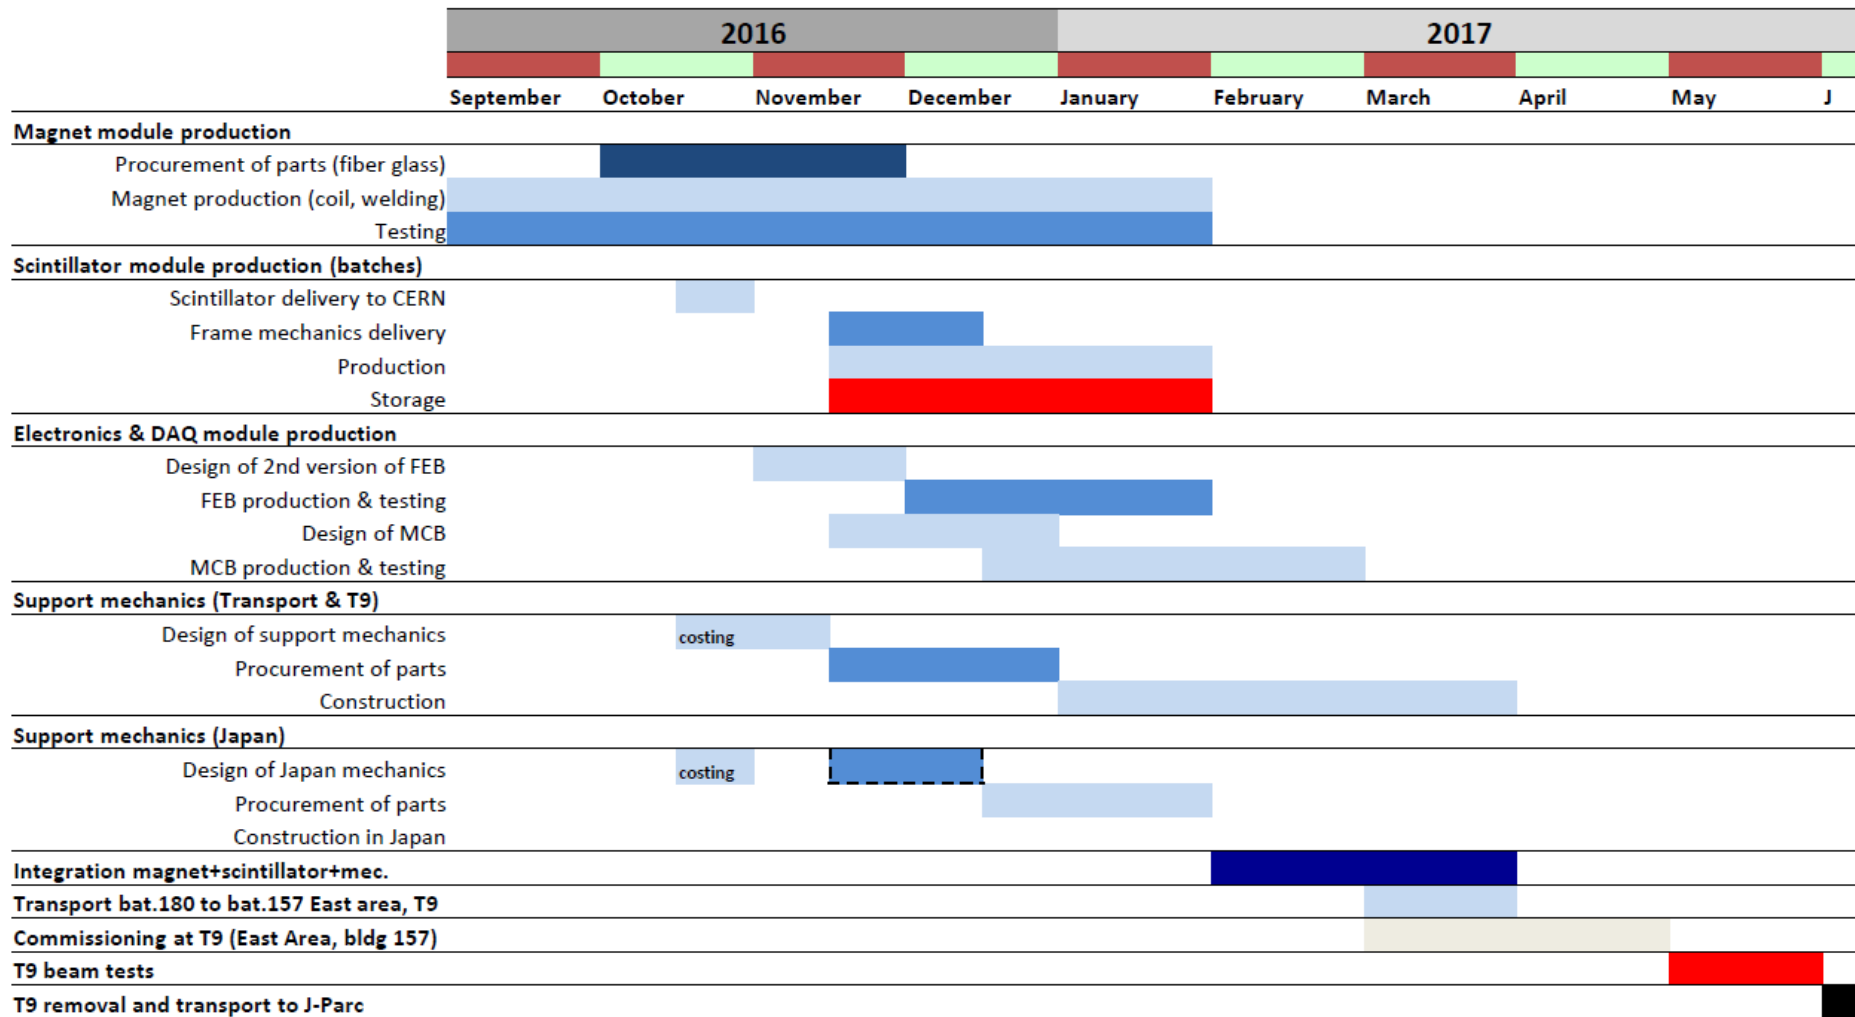 2016 2017
September October November December January February March April May J
Magnet module production
Procurement of parts (fiber glass)
Magnet production (coil, welding)
Testing
Scintillator module production (batches)
Scintillator delivery to CERN
Frame mechanics delivery
Production
Storage
Electronics & DAQ module production
Design of 2nd version of FEB
FEB production & testing
Design of MCB
MCB production & testing
Support mechanics (Transport & T9)
Design of support mechanics costing
Procurement of parts
Construction
Support mechanics (Japan)
Design of Japan mechanics costing
Procurement of parts
Construction in Japan
Integration magnet+scintillator+mec.
Transport bat.180 to bat.157 East area, T9
Commissioning at T9 (East Area, bldg 157)
T9 beam tests
T9 removal and transport to J-Parc